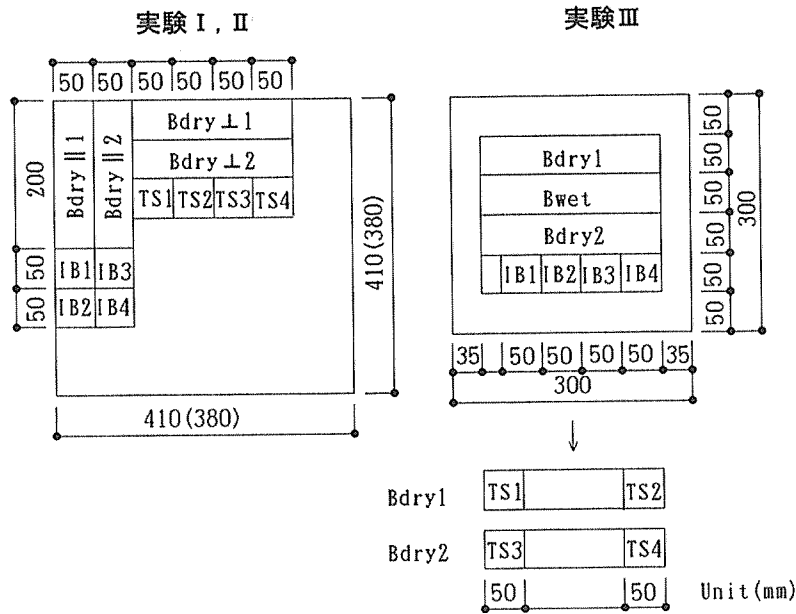 実験Ⅰ,Ⅱ
50 50 50 50 50 50
200
50
50
Bdry∥1
Bdry∥2
Bdry⊥1
Bdry⊥2
TS1 TS2 TS3 TS4
IB1 IB3
IB2 IB4
410(380)
410(380)
実験Ⅲ
Bdry1
Bwet
Bdry2
IB1 IB2 IB3 IB4
50
50
50
50
50
50
300
35 50 50 50 50 35
300
Bdry1 TS1 TS2
Bdry2 TS3 TS4
50 50 Unit(mm)